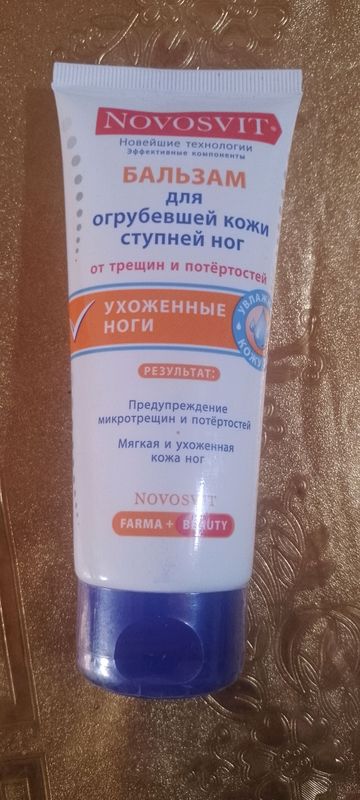 NOVOSVIT®
Новейшие технологии
Эффективные компоненты
БАЛЬЗАМ
для
огрубевшей кожи
ступней ног
от трещин и потёртостей
УХОЖЕННЫЕ
НОГИ
КОЖУ
РЕЗУЛЬТАТ:
Предупреждение
микротрещин и потёртостей
Мягкая и ухоженная
кожа ног
NOVOSVIT
FARMA + BEAUTY